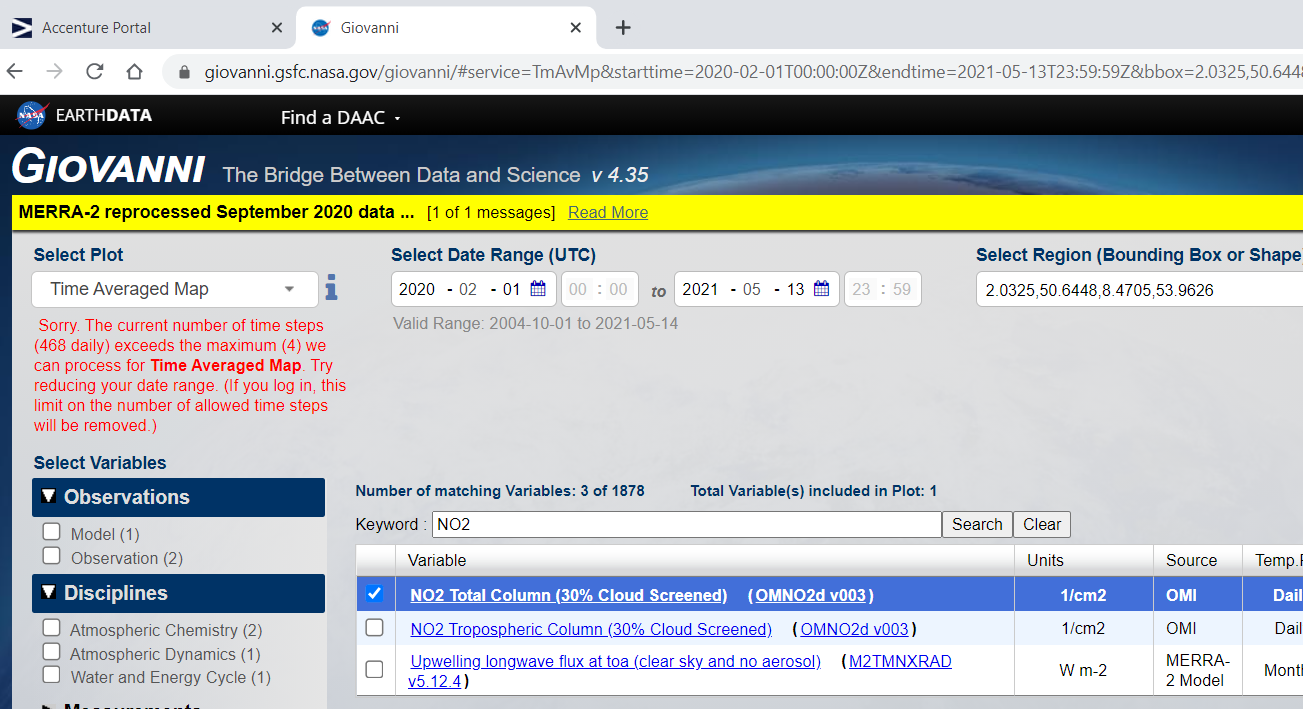 Accenture Portal
Giovanni
giovanni.gsfc.nasa.gov/giovanni/#service=TmAvMp&starttime=2020-02-01T00:00:00Z&endtime=2021-05-13T23:59:59Z&bbox=2.0325,50.6448
NASA EARTHDATA Find a DAAC
GIOVANNI The Bridge Between Data and Science v 4.35
MERRA-2 reprocessed September 2020 data ... [1 of 1 messages] Read More
Select Plot Select Date Range (UTC) Select Region (Bounding Box or Shape
Time Averaged Map 2020 - 02 - 01 00 : 00 to 2021 - 05 - 13 23 : 59 2.0325,50.6448,8.4705,53.9626
Valid Range: 2004-10-01 to 2021-05-14
Sorry. The current number of time steps
(468 daily) exceeds the maximum (4) we
can process for Time Averaged Map. Try
reducing your date range. (If you log in, this
limit on the number of allowed time steps
will be removed.)
Select Variables
Observations
Model (1)
Observation (2)
Disciplines
Atmospheric Chemistry (2)
Atmospheric Dynamics (1)
Water and Energy Cycle (1)
Number of matching Variables: 3 of 1878 Total Variable(s) included in Plot: 1
Keyword : NO2 Search Clear
Variable Units Source Temp.
NO2 Total Column (30% Cloud Screened) (OMNO2d v003) 1/cm2 OMI Dail
NO2 Tropospheric Column (30% Cloud Screened) (OMNO2d v003) 1/cm2 OMI Dail
Upwelling longwave flux at toa (clear sky and no aerosol) (M2TMNXRAD
v5.12.4) W m-2 MERRA-
2 Model Month
Measurements